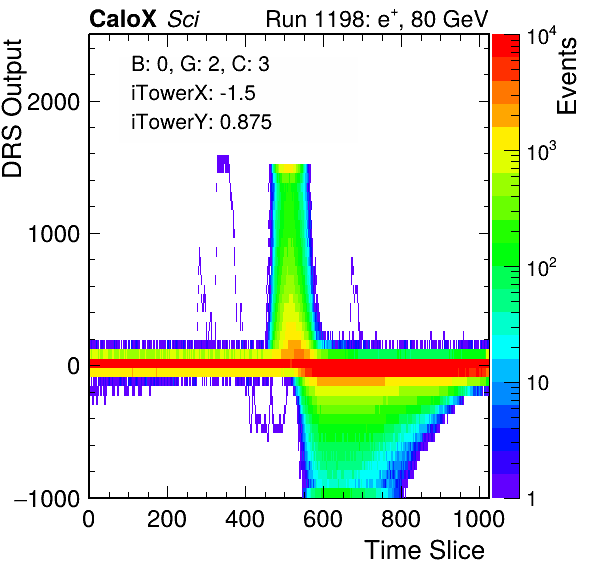 CaloX Sci Run 1198: e⁺, 80 GeV
B: 0, G: 2, C: 3
iTowerX: -1.5
iTowerY: 0.875
DRS Output
2000
1000
0
−1000
0 200 400 600 800 1000
Time Slice
Events
10⁴
10³
10²
10
1